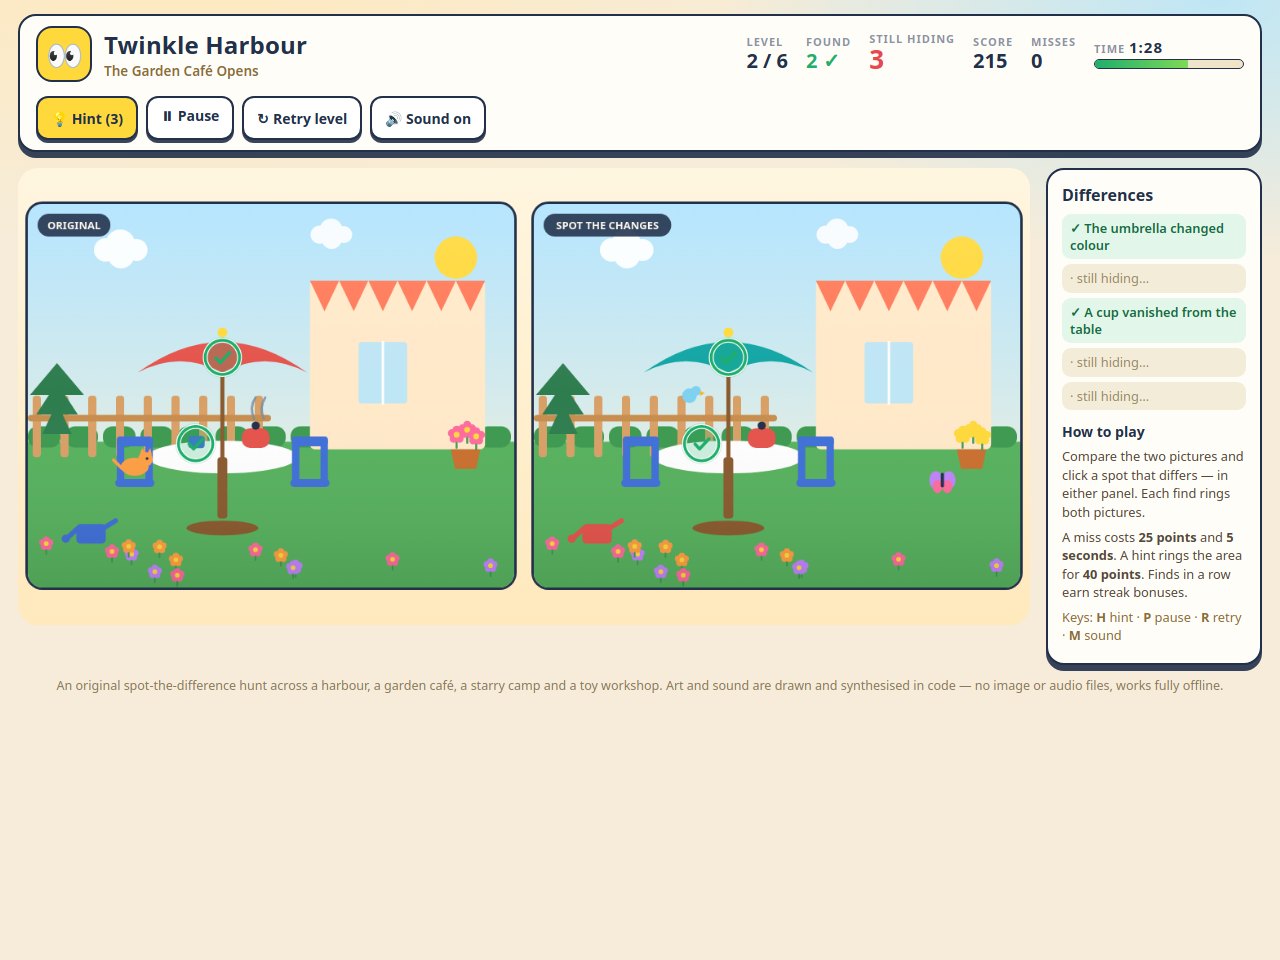 👀 Twinkle Harbour
The Garden Café Opens
LEVEL
2 / 6
FOUND
2 ✓
STILL HIDING
3
SCORE
215
MISSES
0
TIME 1:28
💡 Hint (3)
⏸ Pause
↻ Retry level
🔊 Sound on
ORIGINAL
SPOT THE CHANGES
Differences
✓ The umbrella changed
colour
· still hiding...
✓ A cup vanished from the
table
· still hiding...
· still hiding...
How to play
Compare the two pictures and
click a spot that differs — in
either panel. Each find rings
both pictures.
A miss costs 25 points and 5
seconds. A hint rings the area
for 40 points. Finds in a row
earn streak bonuses.
Keys: H hint · P pause · R retry
· M sound
An original spot-the-difference hunt across a harbour, a garden café, a starry camp and a toy workshop. Art and sound are drawn and synthesised in code — no image or audio files, works fully offline.